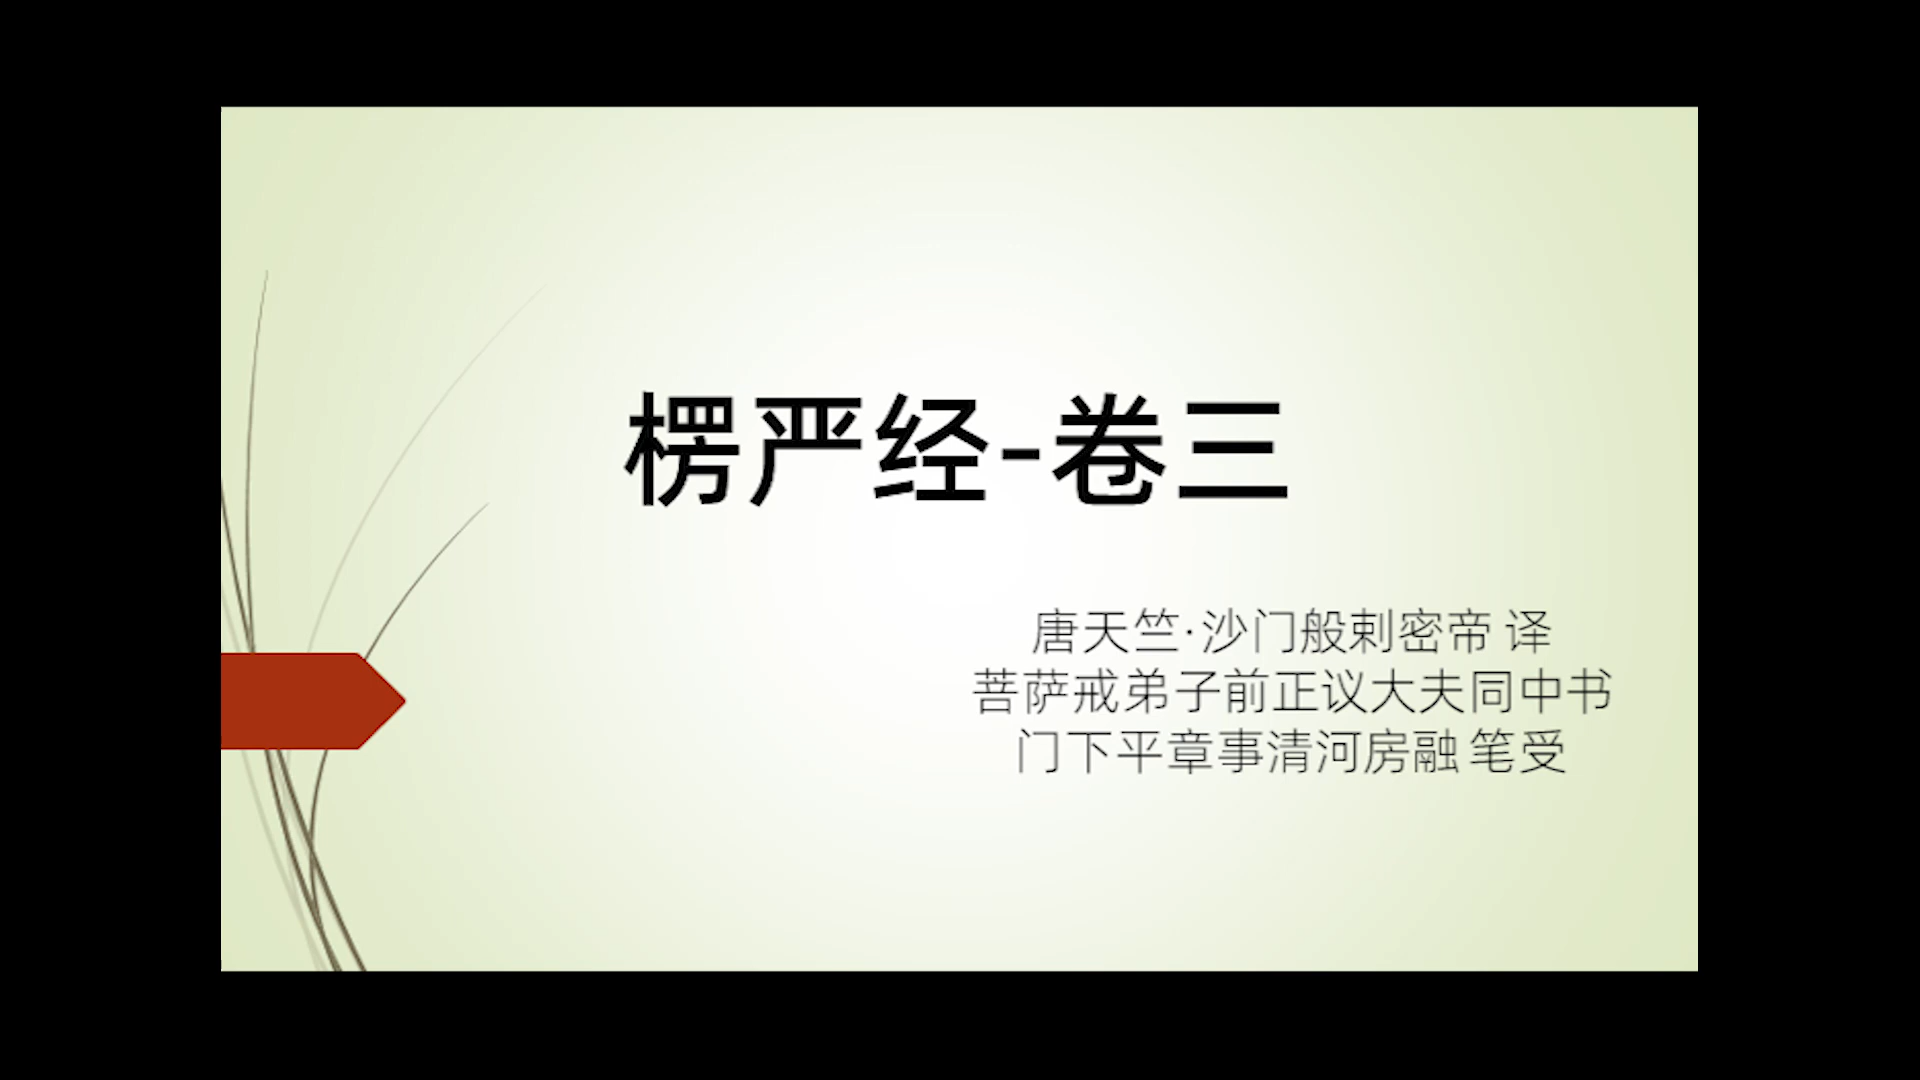 楞严经-卷三
唐天竺·沙门般剌密帝 译
菩萨戒弟子前正议大夫同中书
门下平章事清河房融 笔受